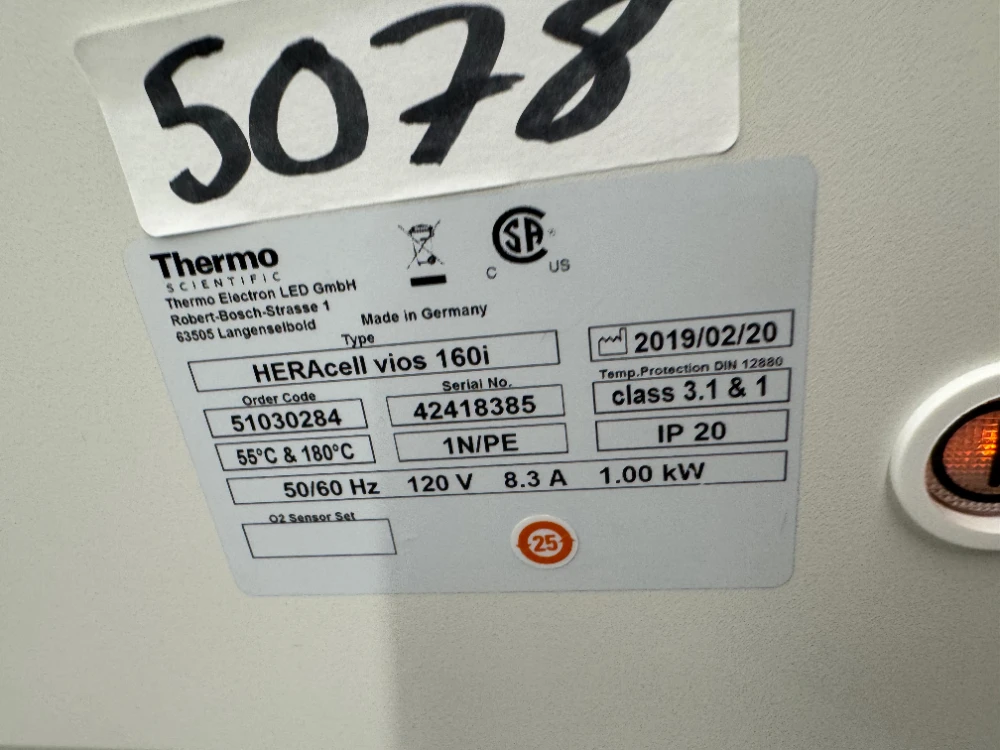 5078
Thermo
SCIENTIFIC
Thermo Electron LED GmbH
Robert-Bosch-Strasse 1
63505 Langenselbold
Made in Germany
SA
C US
Type
HERAcell vios 160i
2019/02/20
Order Code
51030284
Serial No.
42418385
Temp.Protection DIN 12880
class 3.1 & 1
55°C & 180°C
1N/PE
IP 20
50/60 Hz 120 V 8.3 A 1.00 kW
O2 Sensor Set
25